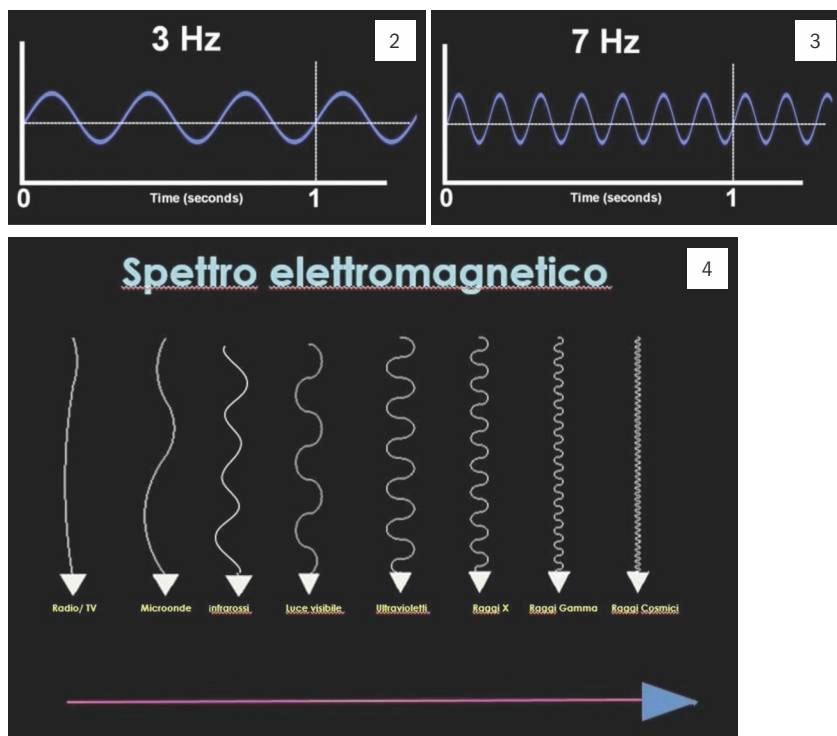 3 Hz
2
0
Time (seconds)
1
7 Hz
3
0
Time (seconds)
1
Spettro elettromagnetico
4
Radio/ TV
Microonde
infrarossi
Luce visibile
Ultravioletti
Raggi X
Raggi Gamma
Raggi Cosmici